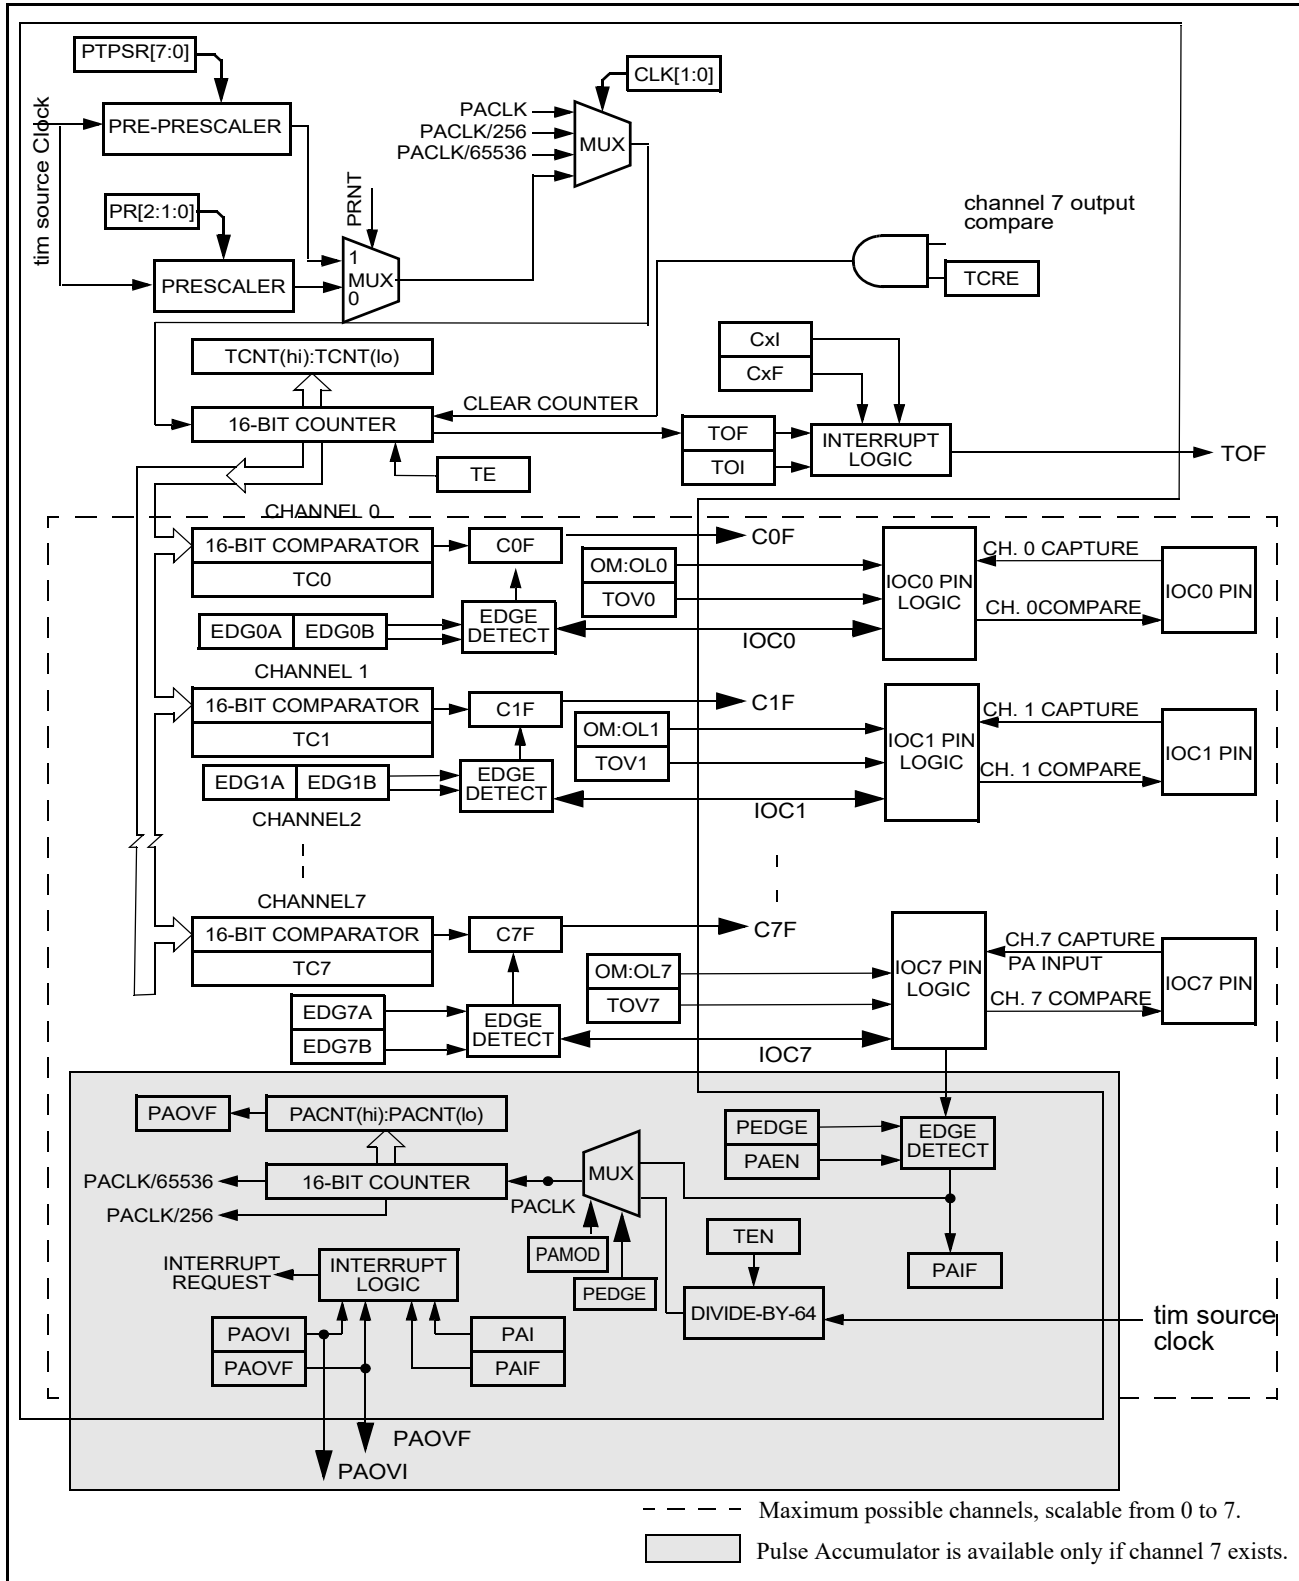 PTPSR[7:0]
CLK[1:0]
tim source Clock
PRE-PRESCALER
PACLK
PACLK/256
PACLK/65536
MUX
PR[2:1:0]
PRNT
channel 7 output
compare
PRESCALER
1
MUX
0
TCRE
CxI
CxF
TCNT(hi):TCNT(lo)
CLEAR COUNTER
16-BIT COUNTER
TOF
TOI
INTERRUPT
LOGIC
TOF
TE
CHANNEL 0
16-BIT COMPARATOR
TC0
C0F
C0F
OM:OL0
TOV0
IOC0 PIN
LOGIC
CH. 0 CAPTURE
CH. 0COMPARE
IOC0 PIN
EDG0A
EDG0B
EDGE
DETECT
IOC0
CHANNEL 1
16-BIT COMPARATOR
TC1
C1F
C1F
OM:OL1
TOV1
IOC1 PIN
LOGIC
CH. 1 CAPTURE
CH. 1 COMPARE
IOC1 PIN
EDG1A
EDG1B
EDGE
DETECT
IOC1
CHANNEL2
CHANNEL7
16-BIT COMPARATOR
TC7
C7F
C7F
OM:OL7
TOV7
IOC7 PIN
LOGIC
CH.7 CAPTURE
PA INPUT
CH. 7 COMPARE
IOC7 PIN
EDG7A
EDG7B
EDGE
DETECT
IOC7
PAOVF
PACNT(hi):PACNT(lo)
PEDGE
PAEN
EDGE
DETECT
MUX
PACLK/65536
16-BIT COUNTER
PACLK
PACLK/256
PAMOD
TEN
INTERRUPT
REQUEST
INTERRUPT
LOGIC
PEDGE
PAIF
DIVIDE-BY-64
tim source
clock
PAOVI
PAOVF
PAI
PAIF
PAOVF
PAOVI
Maximum possible channels, scalable from 0 to 7.
Pulse Accumulator is available only if channel 7 exists.